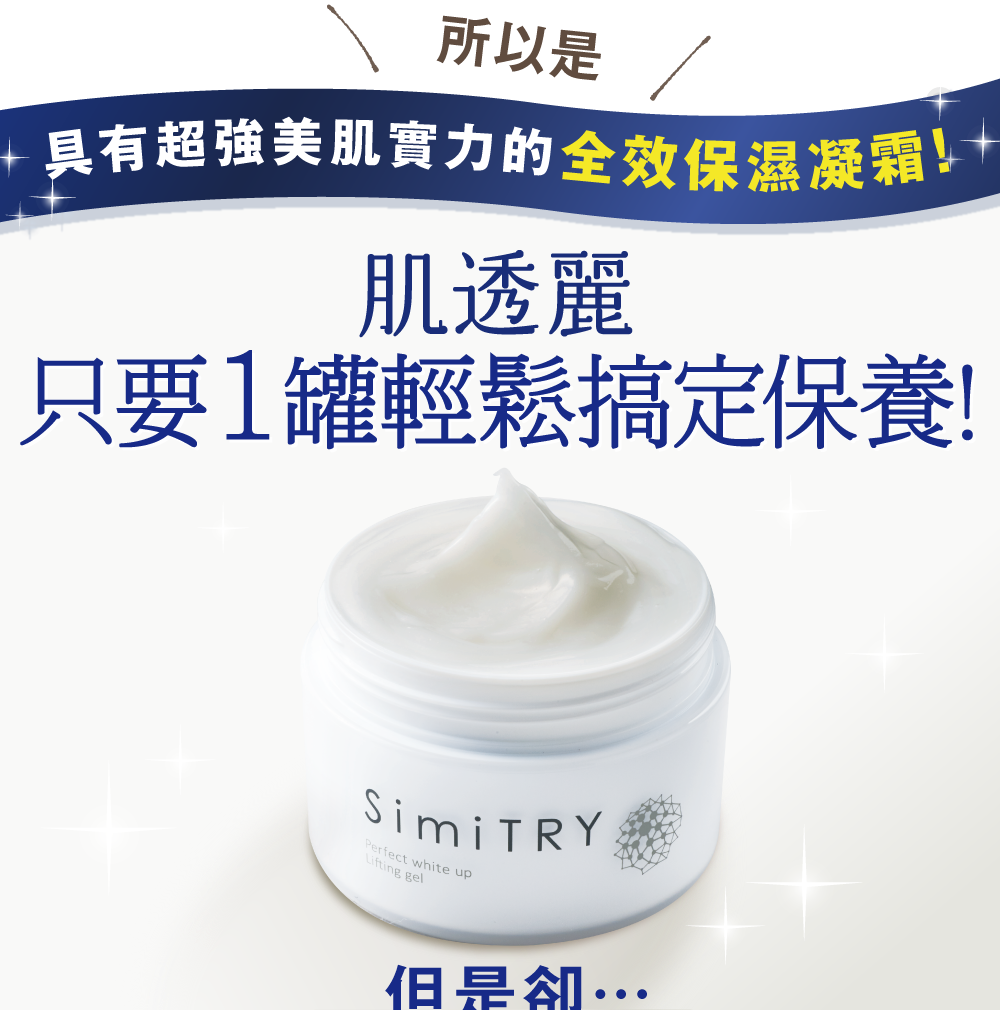 所以是
具有超強美肌實力的全效保濕凝霜!
肌透麗
只要1罐輕鬆搞定保養!
SimiTRY
Perfect white up
Lifting gel
但是卻…